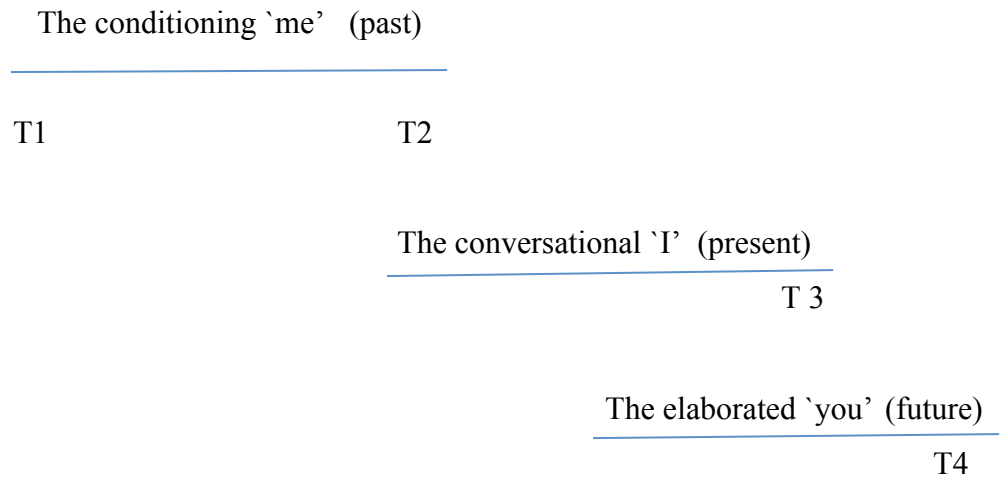 The conditioning `me’ (past)
T1 T2
The conversational `I’ (present)
T 3
The elaborated `you’ (future)
T4